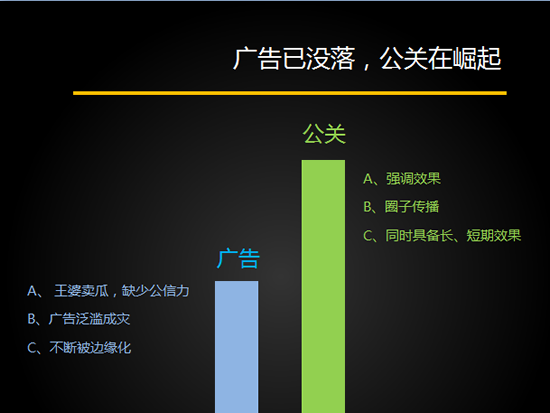 广告已没落，公关在崛起
公关
A、强调效果
B、圈子传播
C、同时具备长、短期效果
广告
A、 王婆卖瓜，缺少公信力
B、广告泛滥成灾
C、不断被边缘化